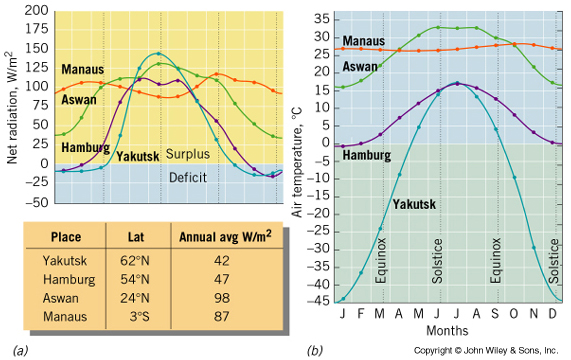 200
175
150
125
100
75
50
25
0
−25
−50
Net radiation, W/m2
Manaus
Aswan
Hamburg
Yakutsk
Surplus
Deficit
Place Lat Annual avg W/m2
Yakutsk 62°N 42
Hamburg 54°N 47
Aswan 24°N 98
Manaus 3°S 87
(a)
35
30
25
20
15
10
5
0
−5
−10
−15
−20
−25
−30
−35
−40
−45
Air temperature, °C
Manaus
Aswan
Hamburg
Yakutsk
Equinox
Solstice
Equinox
Solstice
J F M A M J J A S O N D
Months
(b)
Copyright © John Wiley & Sons, Inc.